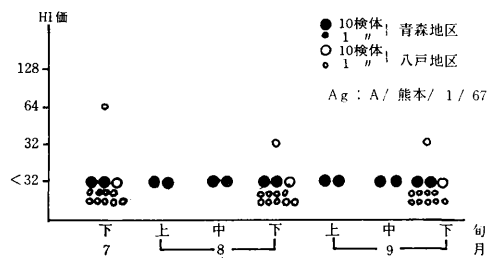 HI価
10検体
1 〃
青森地区
10検体
1 〃
八戸地区
Ag : A/ 熊本/ 1 / 67
128
64
32
<32
下 上 中 下 上 中 下 旬
7 8 9 月